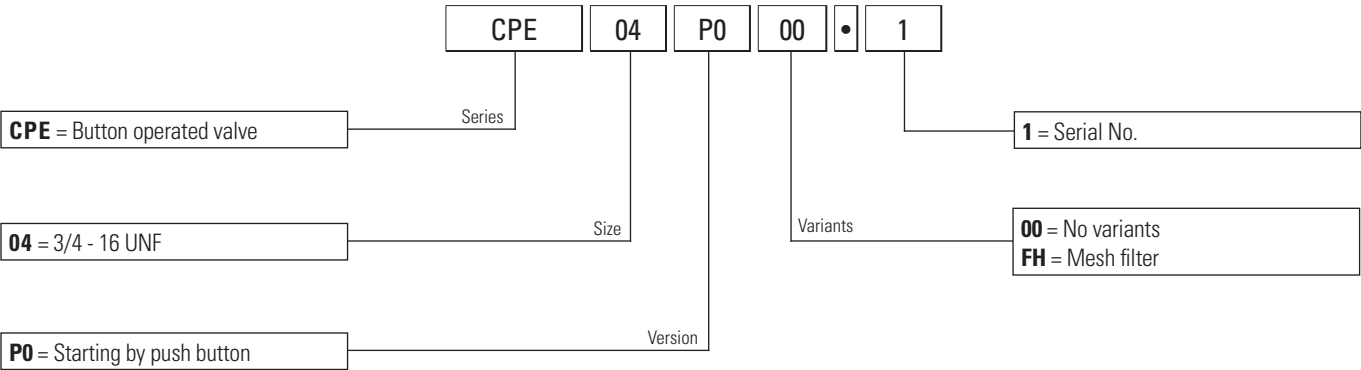 CPE 04 P0 00 • 1
Series
CPE = Button operated valve
1 = Serial No.
Size
Variants
04 = 3/4 - 16 UNF
00 = No variants
FH = Mesh filter
Version
P0 = Starting by push button